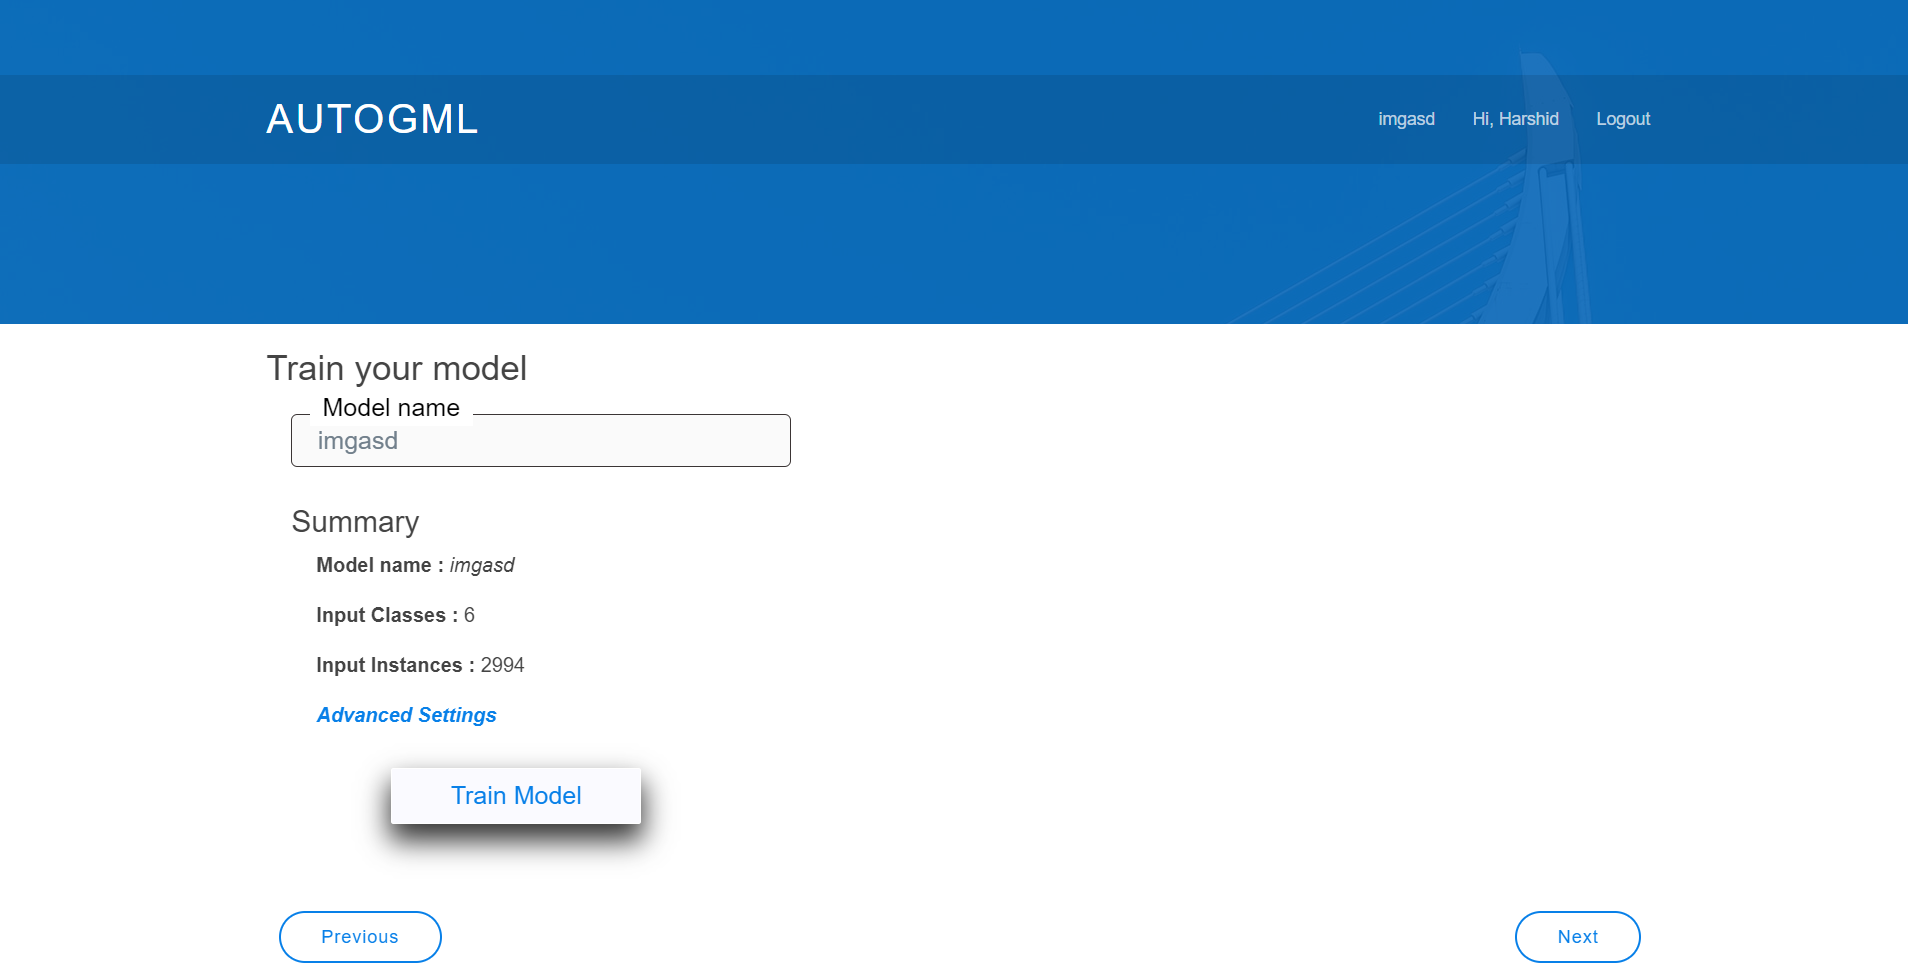 AUTOGML
imgasd Hi, Harshid Logout
Train your model
Model name
imgasd
Summary
Model name : imgasd
Input Classes : 6
Input Instances : 2994
Advanced Settings
Train Model
Previous
Next